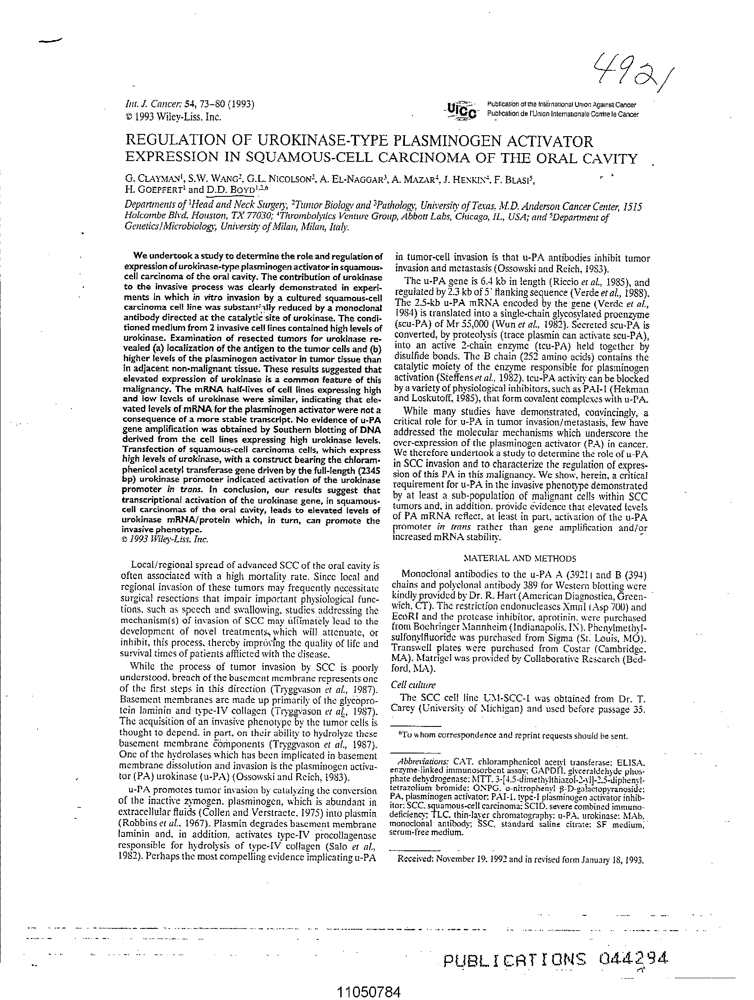 4921
Int. J. Cancer: 54, 73–80 (1993)
© 1993 Wiley-Liss, Inc.
uicc
Publication of the International Union Against Cancer
Publication de l'Union Internationale Contre le Cancer
REGULATION OF UROKINASE-TYPE PLASMINOGEN ACTIVATOR
EXPRESSION IN SQUAMOUS-CELL CARCINOMA OF THE ORAL CAVITY
G. CLAYMAN¹, S.W. WANG², G.L. NICOLSON², A. EL-NAGGAR³, A. MAZAR⁴, J. HENKIN⁴, F. BLASI⁵,
H. GOEPFERT¹ and D.D. BOYD¹,²,⁶
Departments of ¹Head and Neck Surgery, ²Tumor Biology and ³Pathology, University of Texas, M.D. Anderson Cancer Center, 1515
Holcombe Blvd, Houston, TX 77030; ⁴Thrombolytics Venture Group, Abbott Labs, Chicago, IL, USA; and ⁵Department of
Genetics/Microbiology, University of Milan, Milan, Italy.
We undertook a study to determine the role and regulation of
expression of urokinase-type plasminogen activator in squamous-
cell carcinoma of the oral cavity. The contribution of urokinase
to the invasive process was clearly demonstrated in experi-
ments in which in vitro invasion by a cultured squamous-cell
carcinoma cell line was substantially reduced by a monoclonal
antibody directed at the catalytic site of urokinase. The condi-
tioned medium from 2 invasive cell lines contained high levels of
urokinase. Examination of resected tumors for urokinase re-
vealed (a) localization of the antigen to the tumor cells and (b)
higher levels of the plasminogen activator in tumor tissue than
in adjacent non-malignant tissue. These results suggested that
elevated expression of urokinase is a common feature of this
malignancy. The mRNA half-lives of cell lines expressing high
and low levels of urokinase were similar, indicating that ele-
vated levels of mRNA for the plasminogen activator were not a
consequence of a more stable transcript. No evidence of u-PA
gene amplification was obtained by Southern blotting of DNA
derived from the cell lines expressing high urokinase levels.
Transfection of squamous-cell carcinoma cells, which express
high levels of urokinase, with a construct bearing the chloram-
phenicol acetyl transferase gene driven by the full-length (2345
bp) urokinase promoter indicated activation of the urokinase
promoter in trans. In conclusion, our results suggest that
transcriptional activation of the urokinase gene, in squamous-
cell carcinomas of the oral cavity, leads to elevated levels of
urokinase mRNA/protein which, in turn, can promote the
invasive phenotype.
© 1993 Wiley-Liss, Inc.
Local/regional spread of advanced SCC of the oral cavity is
often associated with a high mortality rate. Since local and
regional invasion of these tumors may frequently necessitate
surgical resections that impair important physiological func-
tions, such as speech and swallowing, studies addressing the
mechanism(s) of invasion of SCC may ultimately lead to the
development of novel treatments, which will attenuate, or
inhibit, this process, thereby improving the quality of life and
survival times of patients afflicted with the disease.
While the process of tumor invasion by SCC is poorly
understood, breach of the basement membrane represents one
of the first steps in this direction (Tryggvason et al., 1987).
Basement membranes are made up primarily of the glycopro-
tein laminin and type-IV collagen (Tryggvason et al., 1987).
The acquisition of an invasive phenotype by the tumor cells is
thought to depend, in part, on their ability to hydrolyze these
basement membrane components (Tryggvason et al., 1987).
One of the hydrolases which has been implicated in basement
membrane dissolution and invasion is the plasminogen activa-
tor (PA) urokinase (u-PA) (Ossowski and Reich, 1983).
u-PA promotes tumor invasion by catalyzing the conversion
of the inactive zymogen, plasminogen, which is abundant in
extracellular fluids (Collen and Verstraete, 1975) into plasmin
(Robbins et al., 1967). Plasmin degrades basement membrane
laminin and, in addition, activates type-IV procollagenase
responsible for hydrolysis of type-IV collagen (Salo et al.,
1982). Perhaps the most compelling evidence implicating u-PA
in tumor-cell invasion is that u-PA antibodies inhibit tumor
invasion and metastasis (Ossowski and Reich, 1983).
The u-PA gene is 6.4 kb in length (Riccio et al., 1985), and
regulated by 2.3 kb of 5' flanking sequence (Verde et al., 1988).
The 2.5-kb u-PA mRNA encoded by the gene (Verde et al.,
1984) is translated into a single-chain glycosylated proenzyme
(scu-PA) of Mr 55,000 (Wun et al., 1982). Secreted scu-PA is
converted, by proteolysis (trace plasmin can activate scu-PA),
into an active 2-chain enzyme (tcu-PA) held together by
disulfide bonds. The B chain (252 amino acids) contains the
catalytic moiety of the enzyme responsible for plasminogen
activation (Steffens et al., 1982). tcu-PA activity can be blocked
by a variety of physiological inhibitors, such as PAI-1 (Hekman
and Loskutoff, 1985), that form covalent complexes with u-PA.
While many studies have demonstrated, convincingly, a
critical role for u-PA in tumor invasion/metastasis, few have
addressed the molecular mechanisms which underscore the
over-expression of the plasminogen activator (PA) in cancer.
We therefore undertook a study to determine the role of u-PA
in SCC invasion and to characterize the regulation of expres-
sion of this PA in this malignancy. We show, herein, a critical
requirement for u-PA in the invasive phenotype demonstrated
by at least a sub-population of malignant cells within SCC
tumors and, in addition, provide evidence that elevated levels
of PA mRNA reflect, at least in part, activation of the u-PA
promoter in trans rather than gene amplification and/or
increased mRNA stability.
MATERIAL AND METHODS
Monoclonal antibodies to the u-PA A (3921) and B (394)
chains and polyclonal antibody 389 for Western blotting were
kindly provided by Dr. R. Hart (American Diagnostica, Green-
wich, CT). The restriction endonucleases XmnI (Asp 700) and
EcoRI and the protease inhibitor, aprotinin, were purchased
from Boehringer Mannheim (Indianapolis, IN). Phenylmethyl-
sulfonylfluoride was purchased from Sigma (St. Louis, MO).
Transwell plates were purchased from Costar (Cambridge,
MA). Matrigel was provided by Collaborative Research (Bed-
ford, MA).
Cell culture
The SCC cell line UM-SCC-1 was obtained from Dr. T.
Carey (University of Michigan) and used before passage 35.
⁶To whom correspondence and reprint requests should be sent.
Abbreviations: CAT, chloramphenicol acetyl transferase; ELISA,
enzyme-linked immunosorbent assay; GAPDH, glyceraldehyde phos-
phate dehydrogenase; MTT, 3-[4,5-dimethylthiazol-2-yl]-2,5-diphenyl-
tetrazolium bromide; ONPG, o-nitrophenyl β-D-galactopyranoside;
PA, plasminogen activator; PAI-1, type-1 plasminogen activator inhib-
itor; SCC, squamous-cell carcinoma; SCID, severe combined immuno-
deficiency; TLC, thin-layer chromatography; u-PA, urokinase; MAb,
monoclonal antibody; SSC, standard saline citrate; SF medium,
serum-free medium.
Received: November 19, 1992 and in revised form January 18, 1993.
PUBLICATIONS 044294
11050784